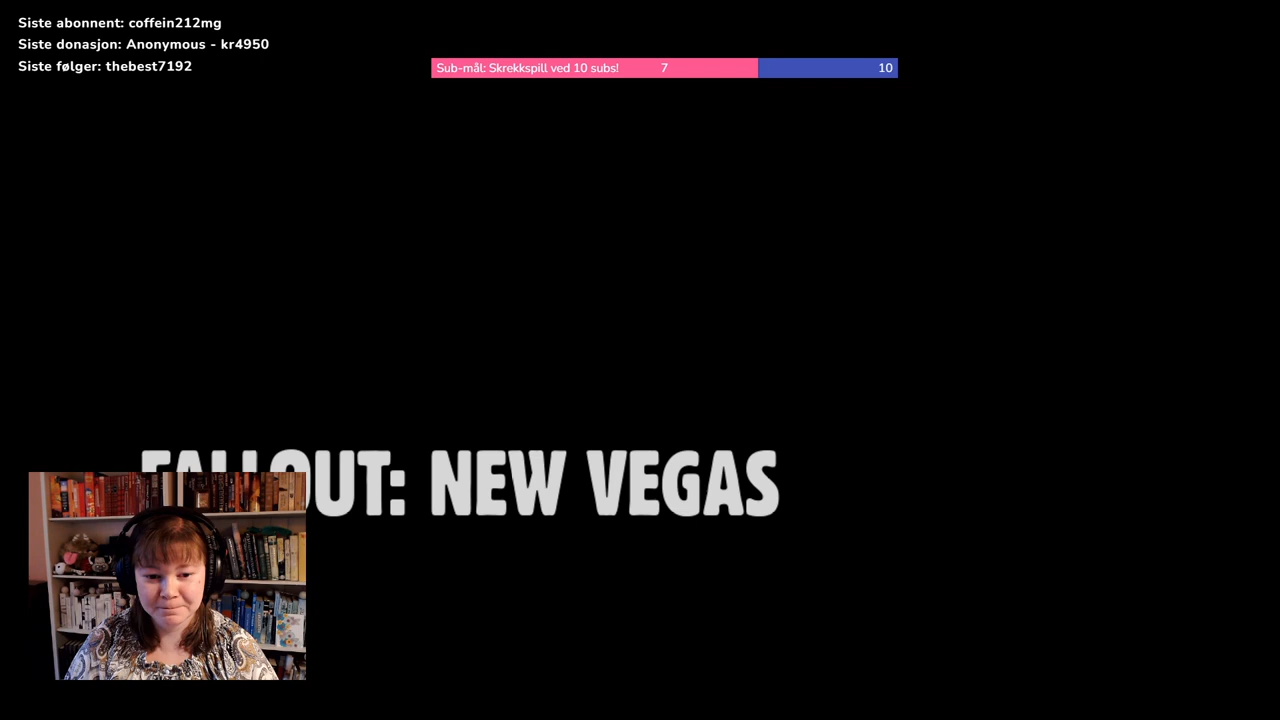 Siste abonnent: coffein212mg
Siste donasjon: Anonymous - kr4950
Siste følger: thebest7192
Sub-mål: Skrekkspill ved 10 subs! 7 10
FALLOUT: NEW VEGAS